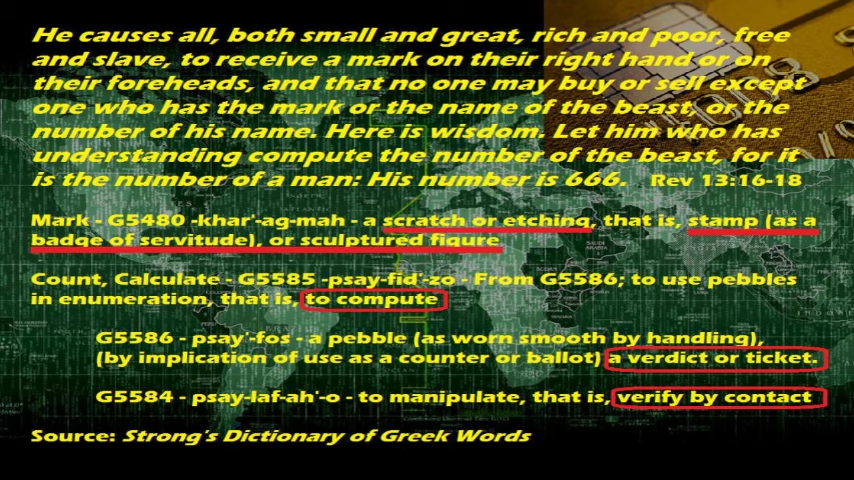 He causes all, both small and great, rich and poor, free
and slave, to receive a mark on their right hand or on
their foreheads, and that no one may buy or sell except
one who has the mark or the name of the beast, or the
number of his name. Here is wisdom. Let him who has
understanding compute the number of the beast, for it
is the number of a man: His number is 666. Rev 13:16-18
Mark - G5480 -khar'-ag-mah - a scratch or etching, that is, stamp (as a
badge of servitude), or sculptured figure
Count, Calculate - G5585 -psay-fid'-zo - From G5586; to use pebbles
in enumeration, that is, to compute
G5586 - psay'-fos - a pebble (as worn smooth by handling),
(by implication of use as a counter or ballot) a verdict or ticket.
G5584 - psay-laf-ah'-o - to manipulate, that is, verify by contact
Source: Strong's Dictionary of Greek Words